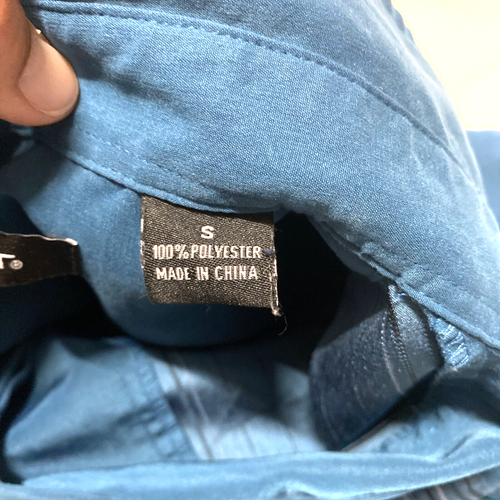 S
100% POLYESTER
MADE IN CHINA
T®